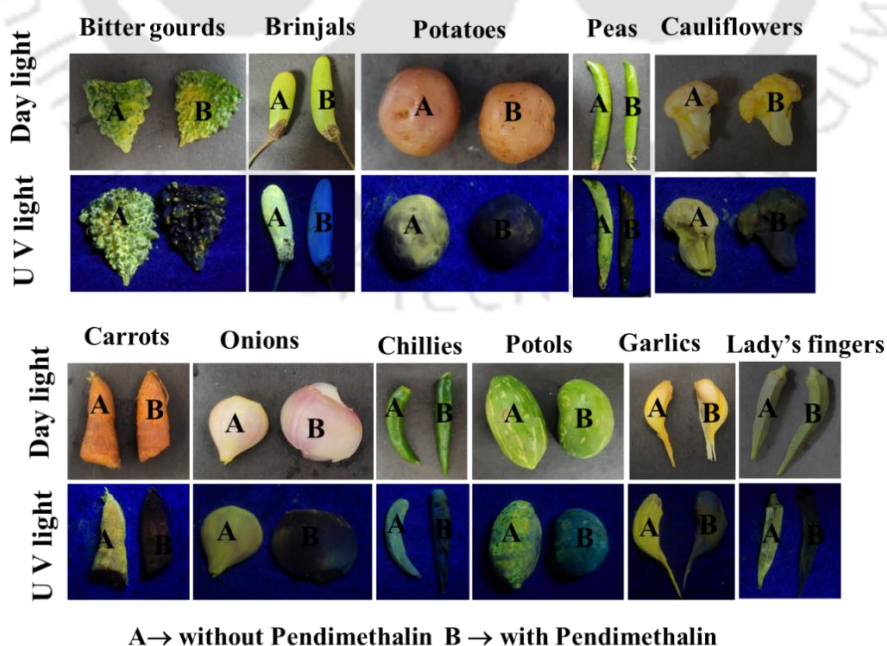 Bitter gourds Brinjals Potatoes Peas Cauliflowers
Day light
A B A B A B A B A B
U V light
A B A B A B A B A B
Carrots Onions Chillies Potols Garlics Lady's fingers
Day light
A B A B A B A B A B A B
U V light
A B A B A B A B A B A B
A→ without Pendimethalin B → with Pendimethalin